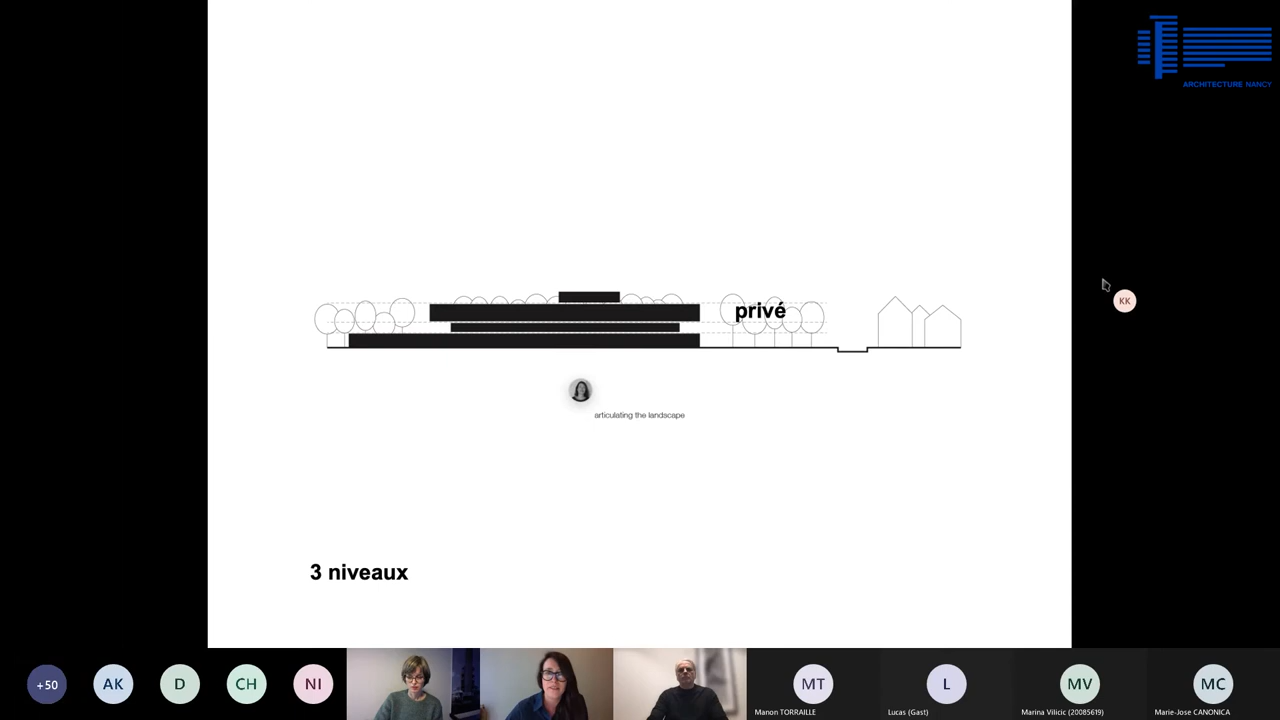 ARCHITECTURE NANCY
KK
privé
articulating the landscape
3 niveaux
+50
AK
D
CH
NI
MT
L
MV
MC
Manon TORRAILLE
Lucas (Gast)
Marina Vilicic (20085619)
Marie-Jose CANONICA